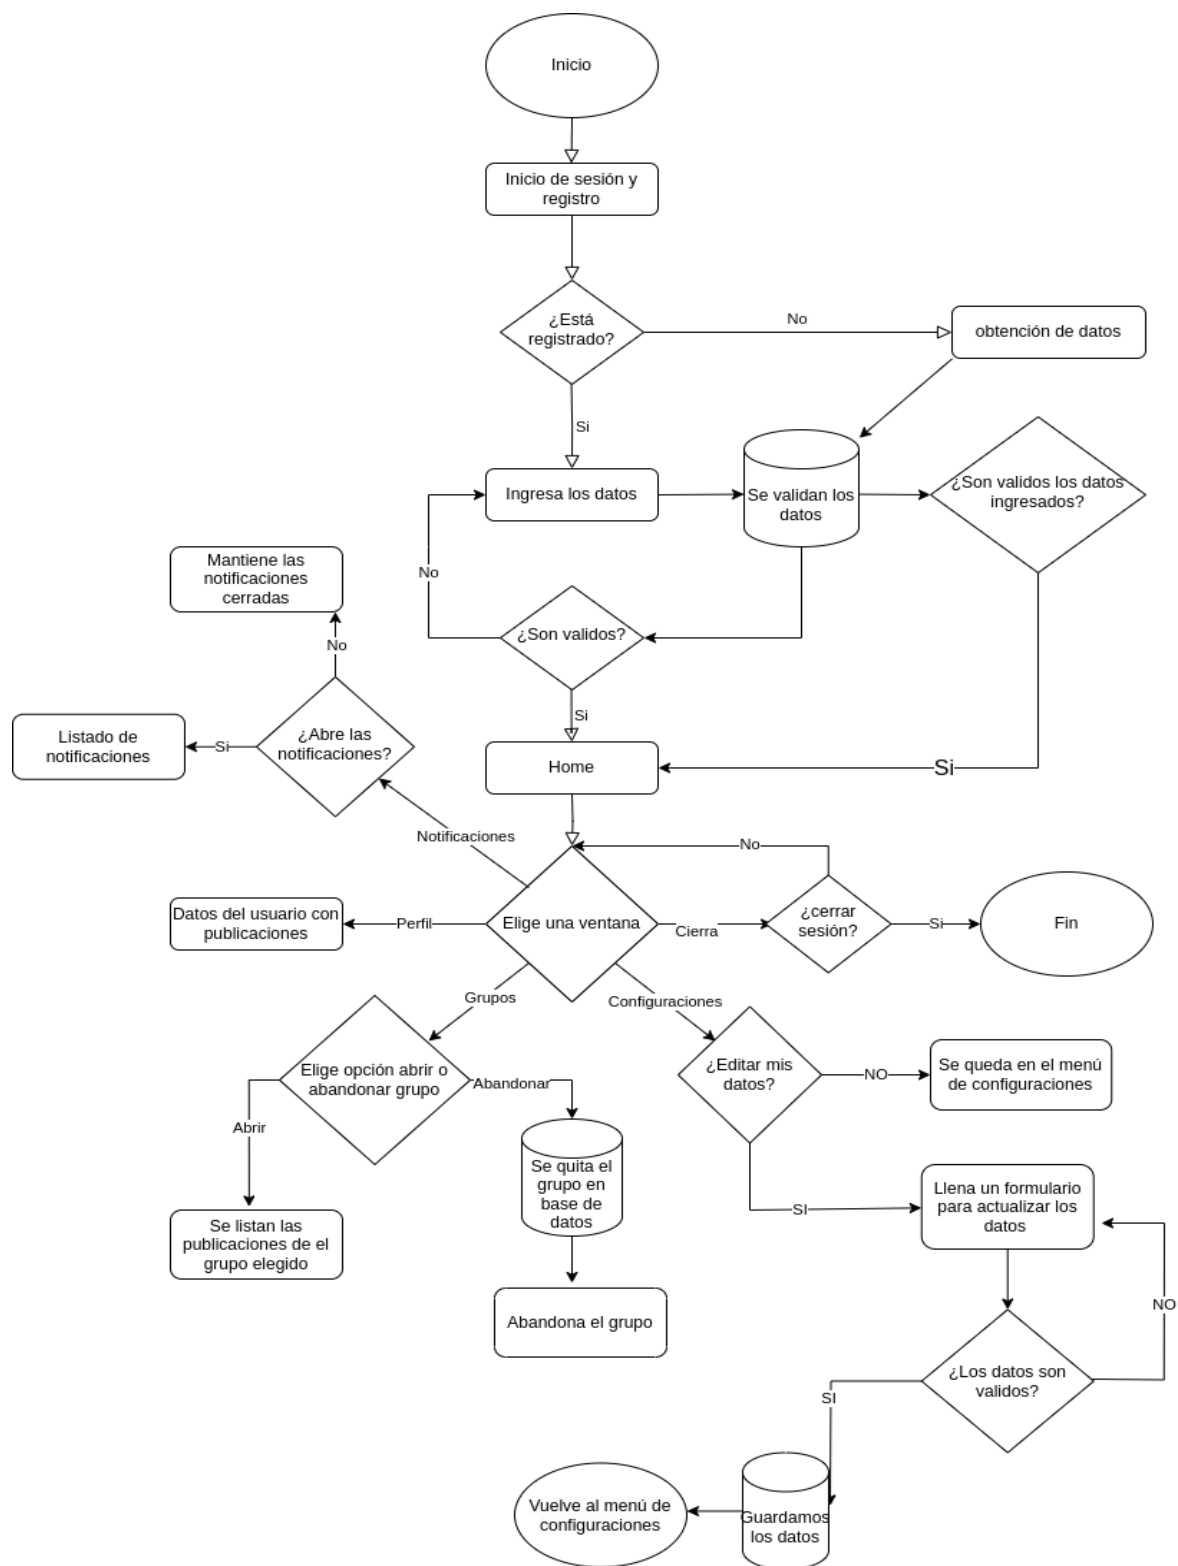 Inicio
Inicio de sesión y
registro
¿Está
registrado?
No
obtención de datos
Si
Ingresa los datos
Se validan los
datos
¿Son validos los datos
ingresados?
No
¿Son validos?
Si
Mantiene las
notificaciones
cerradas
No
¿Abre las
notificaciones?
Si
Listado de
notificaciones
Home
Si
Notificaciones
No
Datos del usuario con
publicaciones
Perfil
Elige una ventana
Cierra
¿cerrar
sesión?
Si
Fin
Grupos
Configuraciones
Elige opción abrir o
abandonar grupo
Abandonar
Abrir
¿Editar mis
datos?
NO
Se queda en el menú
de configuraciones
Se quita el
grupo en
base de
datos
SI
Llena un formulario
para actualizar los
datos
Se listan las
publicaciones de el
grupo elegido
Abandona el grupo
NO
¿Los datos son
validos?
SI
Guardamos
los datos
Vuelve al menú de
configuraciones